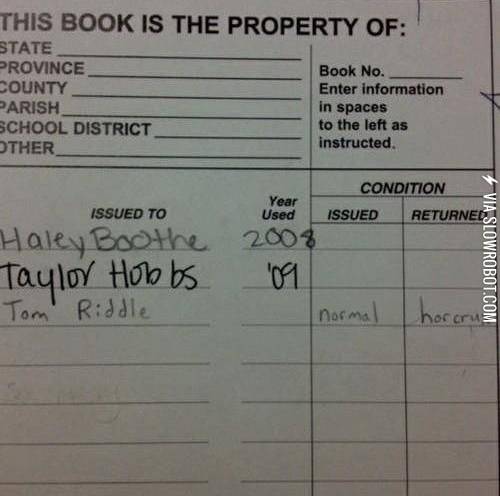 THIS BOOK IS THE PROPERTY OF:
STATE
PROVINCE
COUNTY
PARISH
SCHOOL DISTRICT
OTHER
Book No.
Enter information
in spaces
to the left as
instructed.
ISSUED TO
Year
Used
CONDITION
ISSUED
RETURNED
Haley Boothe 2008
Taylor Hobbs '09
Tom Riddle normal horcru
VIA SLOWROBOT.COM